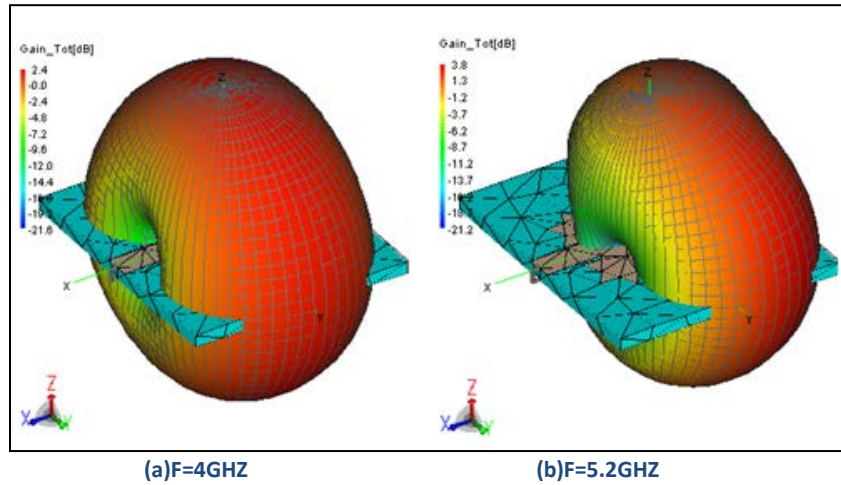 Gain_Tot[dB]
2.4
-0.0
-2.4
-4.8
-7.2
-9.6
-12.0
-14.4
-21.6
Z
X
Y
Z
X
Y
Gain_Tot[dB]
3.8
1.3
-1.2
-3.7
-6.2
-8.7
-11.2
-13.7
-16.2
-21.2
Z
X
Y
Z
X
Y
(a)F=4GHZ
(b)F=5.2GHZ